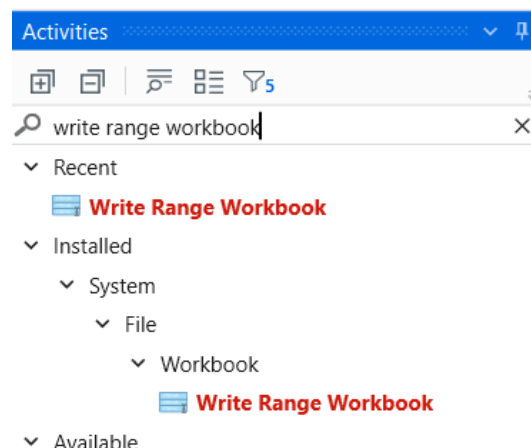 Activities
5
write range workbook
Recent
Write Range Workbook
Installed
System
File
Workbook
Write Range Workbook
Available